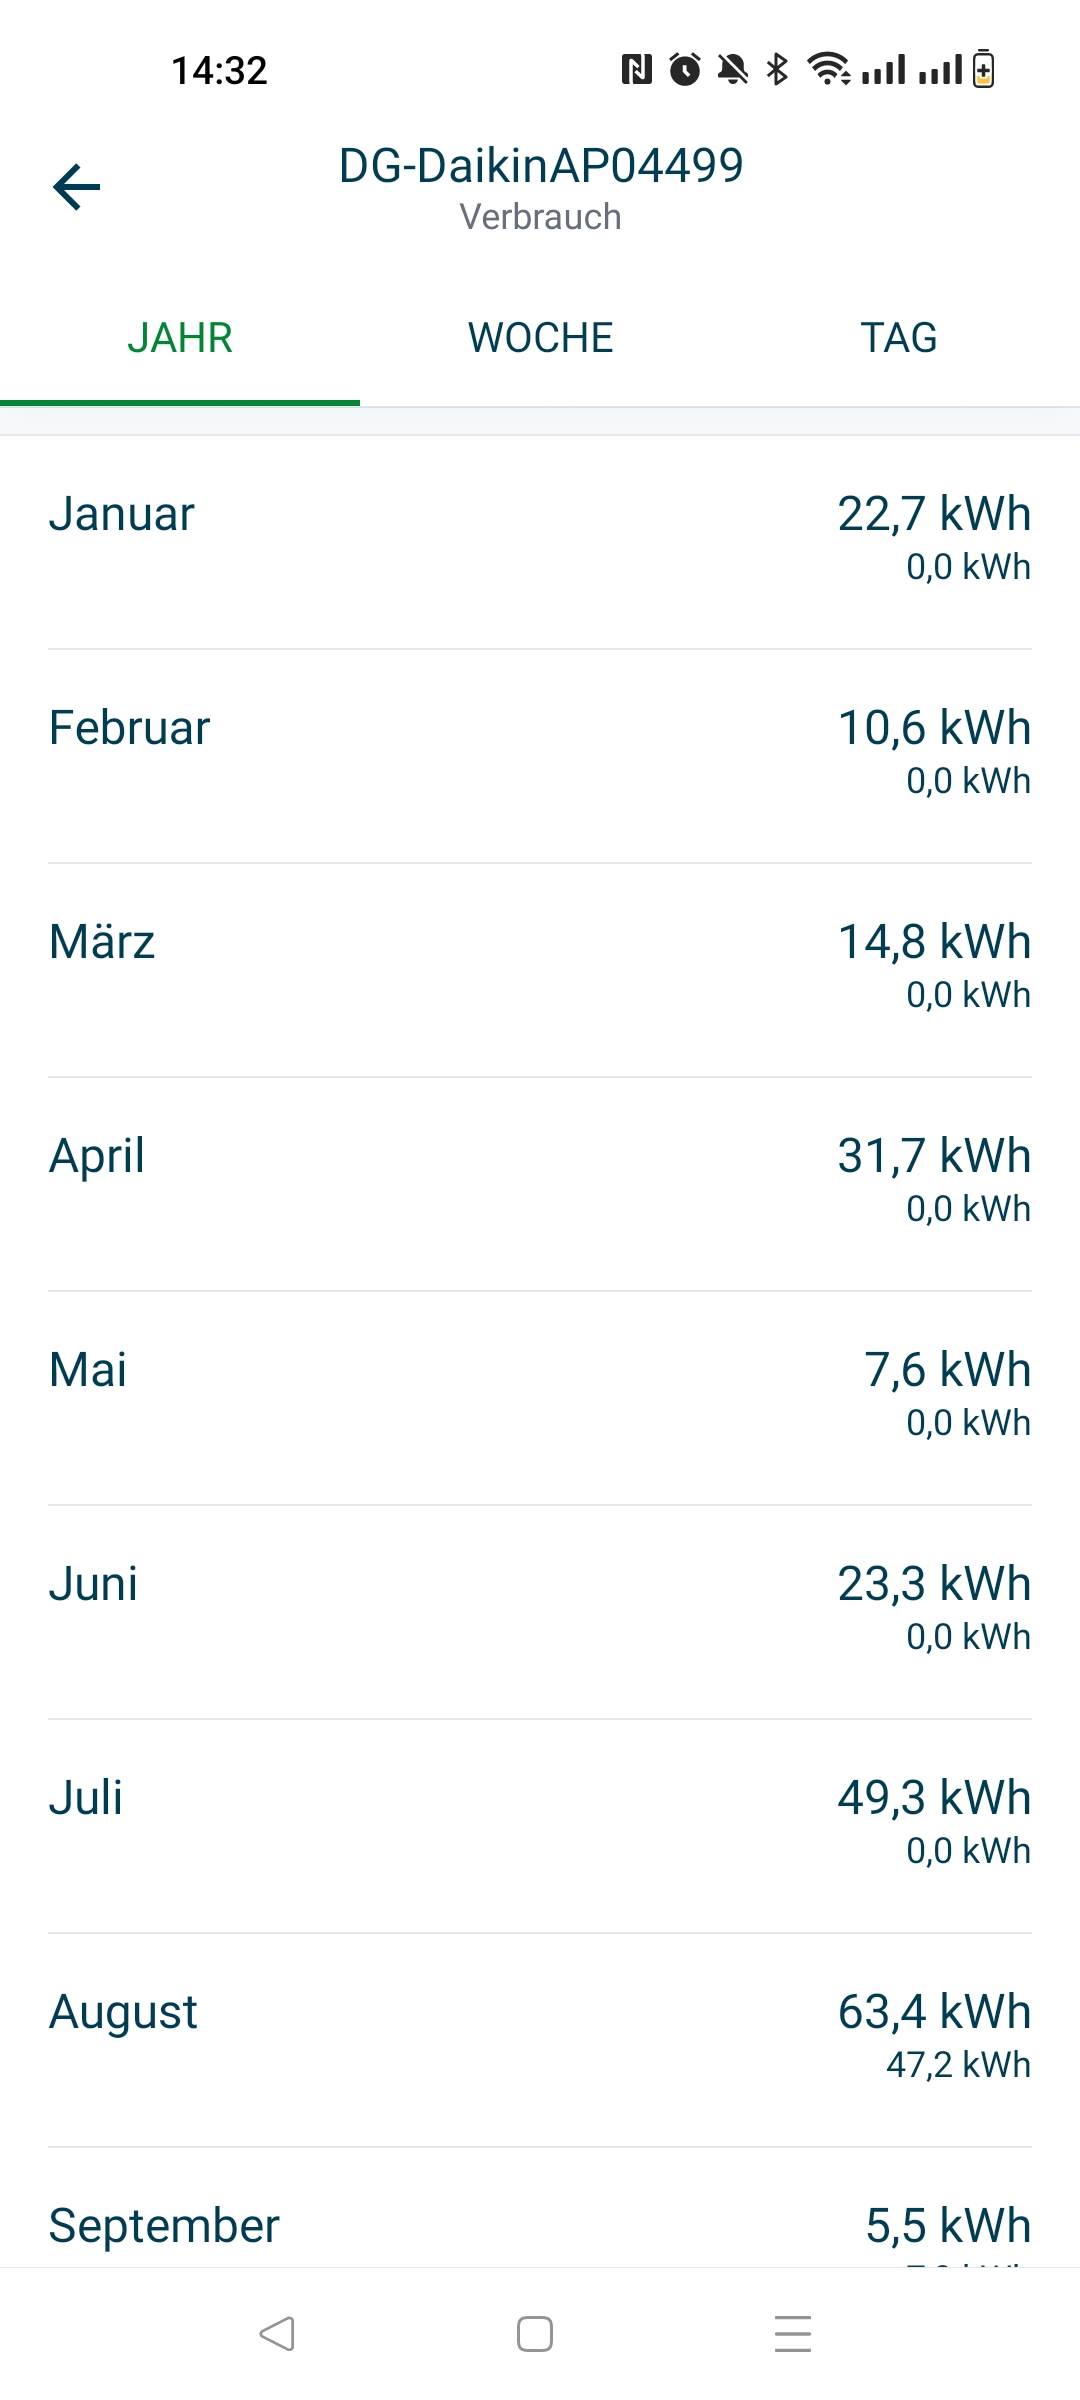 14:32
DG-DaikinAP04499
Verbrauch
JAHR WOCHE TAG
Januar 22,7 kWh
0,0 kWh
Februar 10,6 kWh
0,0 kWh
März 14,8 kWh
0,0 kWh
April 31,7 kWh
0,0 kWh
Mai 7,6 kWh
0,0 kWh
Juni 23,3 kWh
0,0 kWh
Juli 49,3 kWh
0,0 kWh
August 63,4 kWh
47,2 kWh
September 5,5 kWh